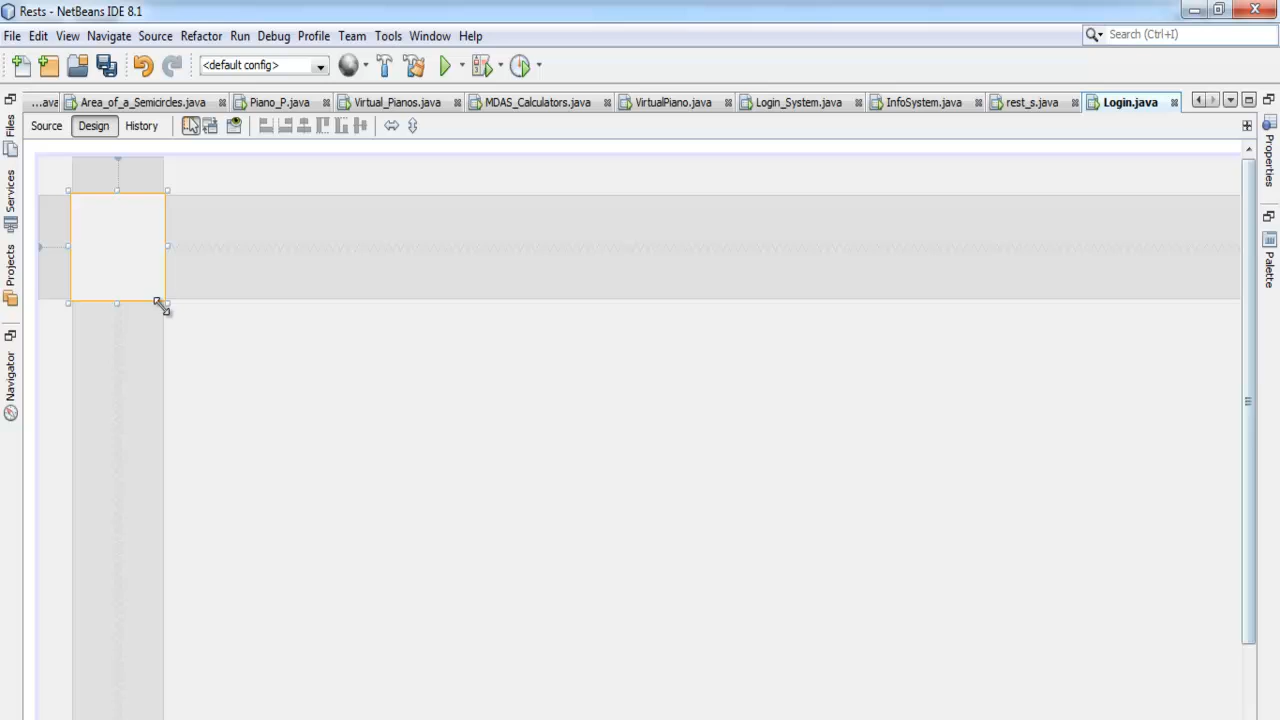 Rests - NetBeans IDE 8.1
File Edit View Navigate Source Refactor Run Debug Profile Team Tools Window Help
Search (Ctrl+I)
<default config>
...ava Area_of_a_Semicircles.java Piano_P.java Virtual_Pianos.java MDAS_Calculators.java VirtualPiano.java Login_System.java InfoSystem.java rest_s.java Login.java
Source Design History
Files
Services
Projects
Navigator
Properties
Palette